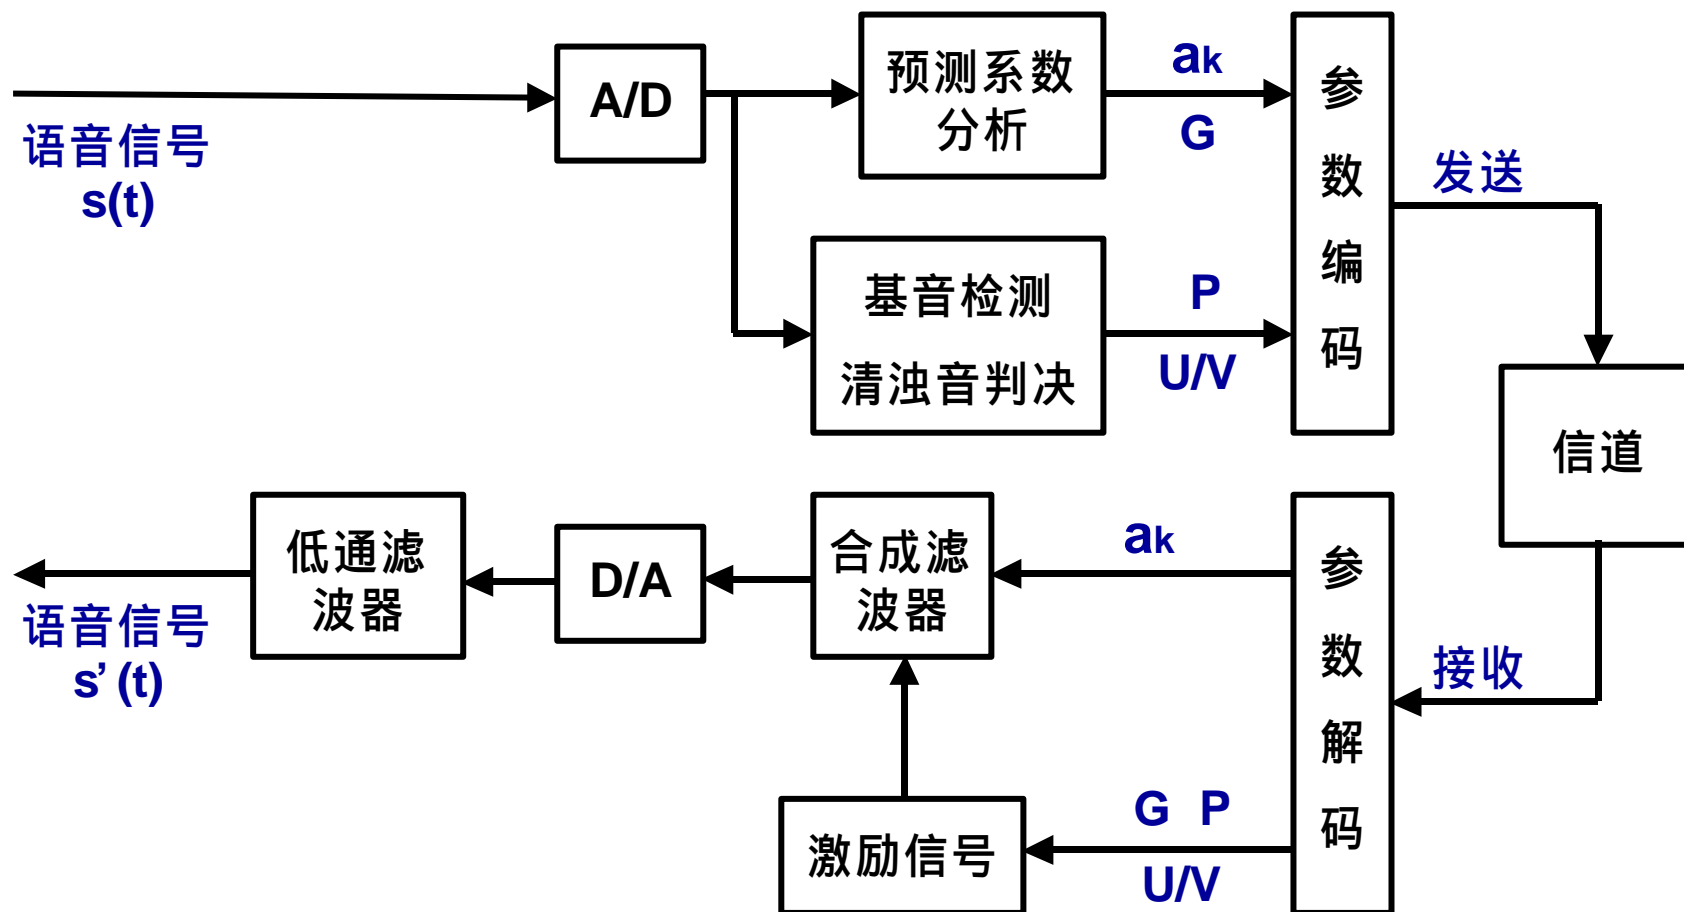 语音信号
s(t)
A/D
预测系数
分析
ak
G
基音检测
清浊音判决
P
U/V
参
数
编
码
发送
信道
接收
参
数
解
码
ak
G P
U/V
激励信号
合成滤
波器
D/A
低通滤
波器
语音信号
s’(t)